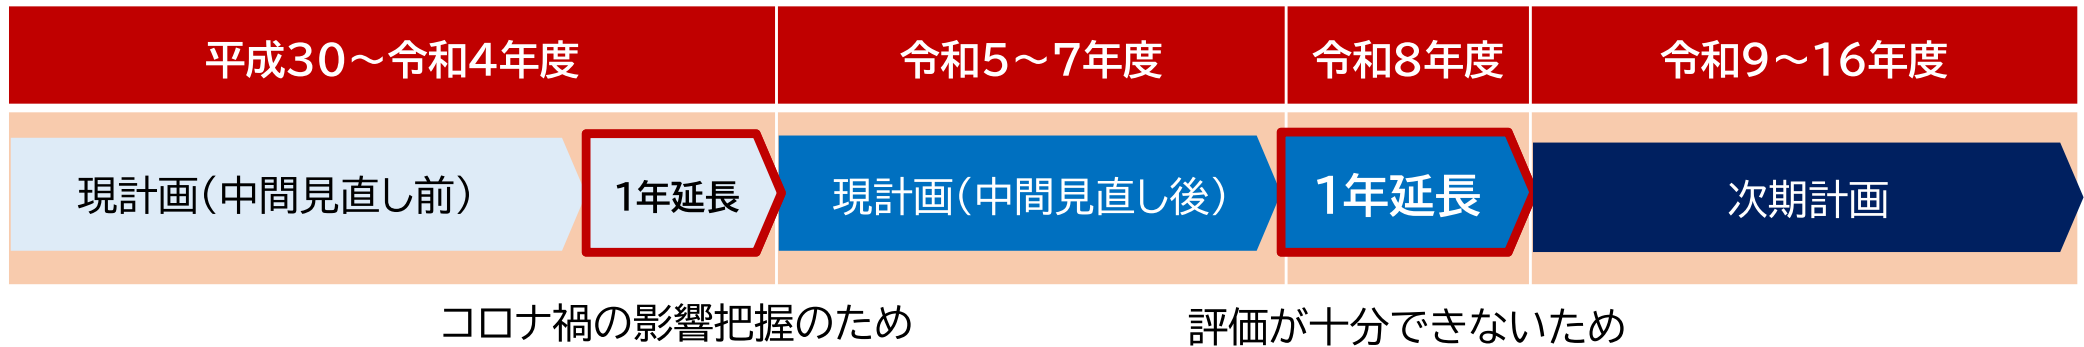 平成30～令和4年度
令和5～7年度
令和8年度
令和9～16年度
現計画(中間見直し前)
1年延長
現計画(中間見直し後)
1年延長
次期計画
コロナ禍の影響把握のため
評価が十分できないため